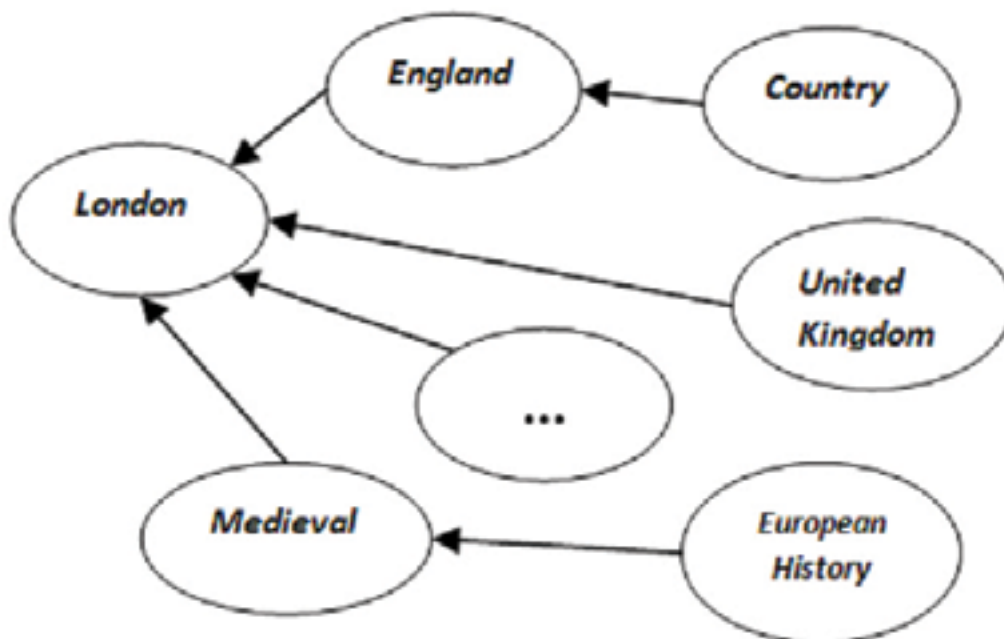 England
Country
London
United
Kingdom
...
Medieval
European
History